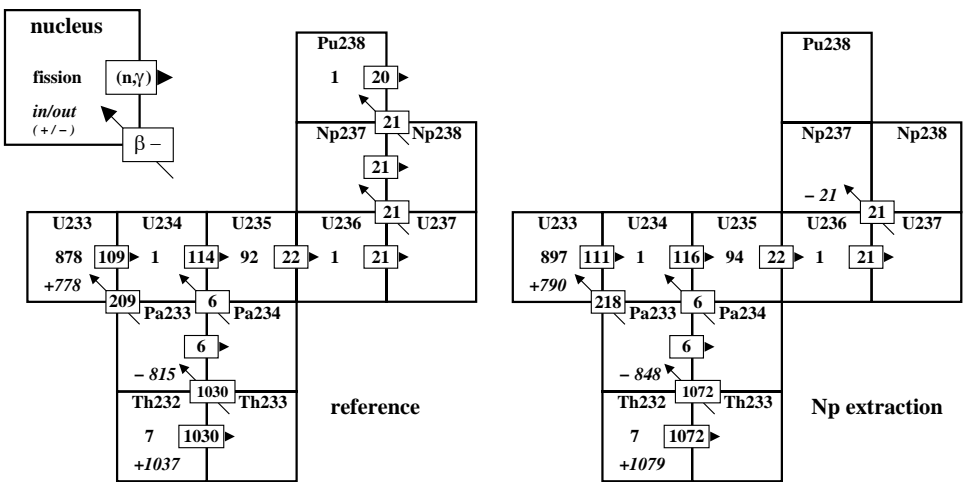 nucleus
fission (n,γ)
in/out
( + / − )
β −
Pu238
1 20
21
Np237 Np238
21
21
U233 U234 U235 U236 U237
878 109 1 114 92 22 1 21
+778
209 Pa233 6 Pa234
6
− 815
1030
Th232 Th233
7 1030
+1037
reference
Pu238
Np237 Np238
− 21
21
U233 U234 U235 U236 U237
897 111 1 116 94 22 1 21
+790
218 Pa233 6 Pa234
6
− 848
1072
Th232 Th233
7 1072
+1079
Np extraction